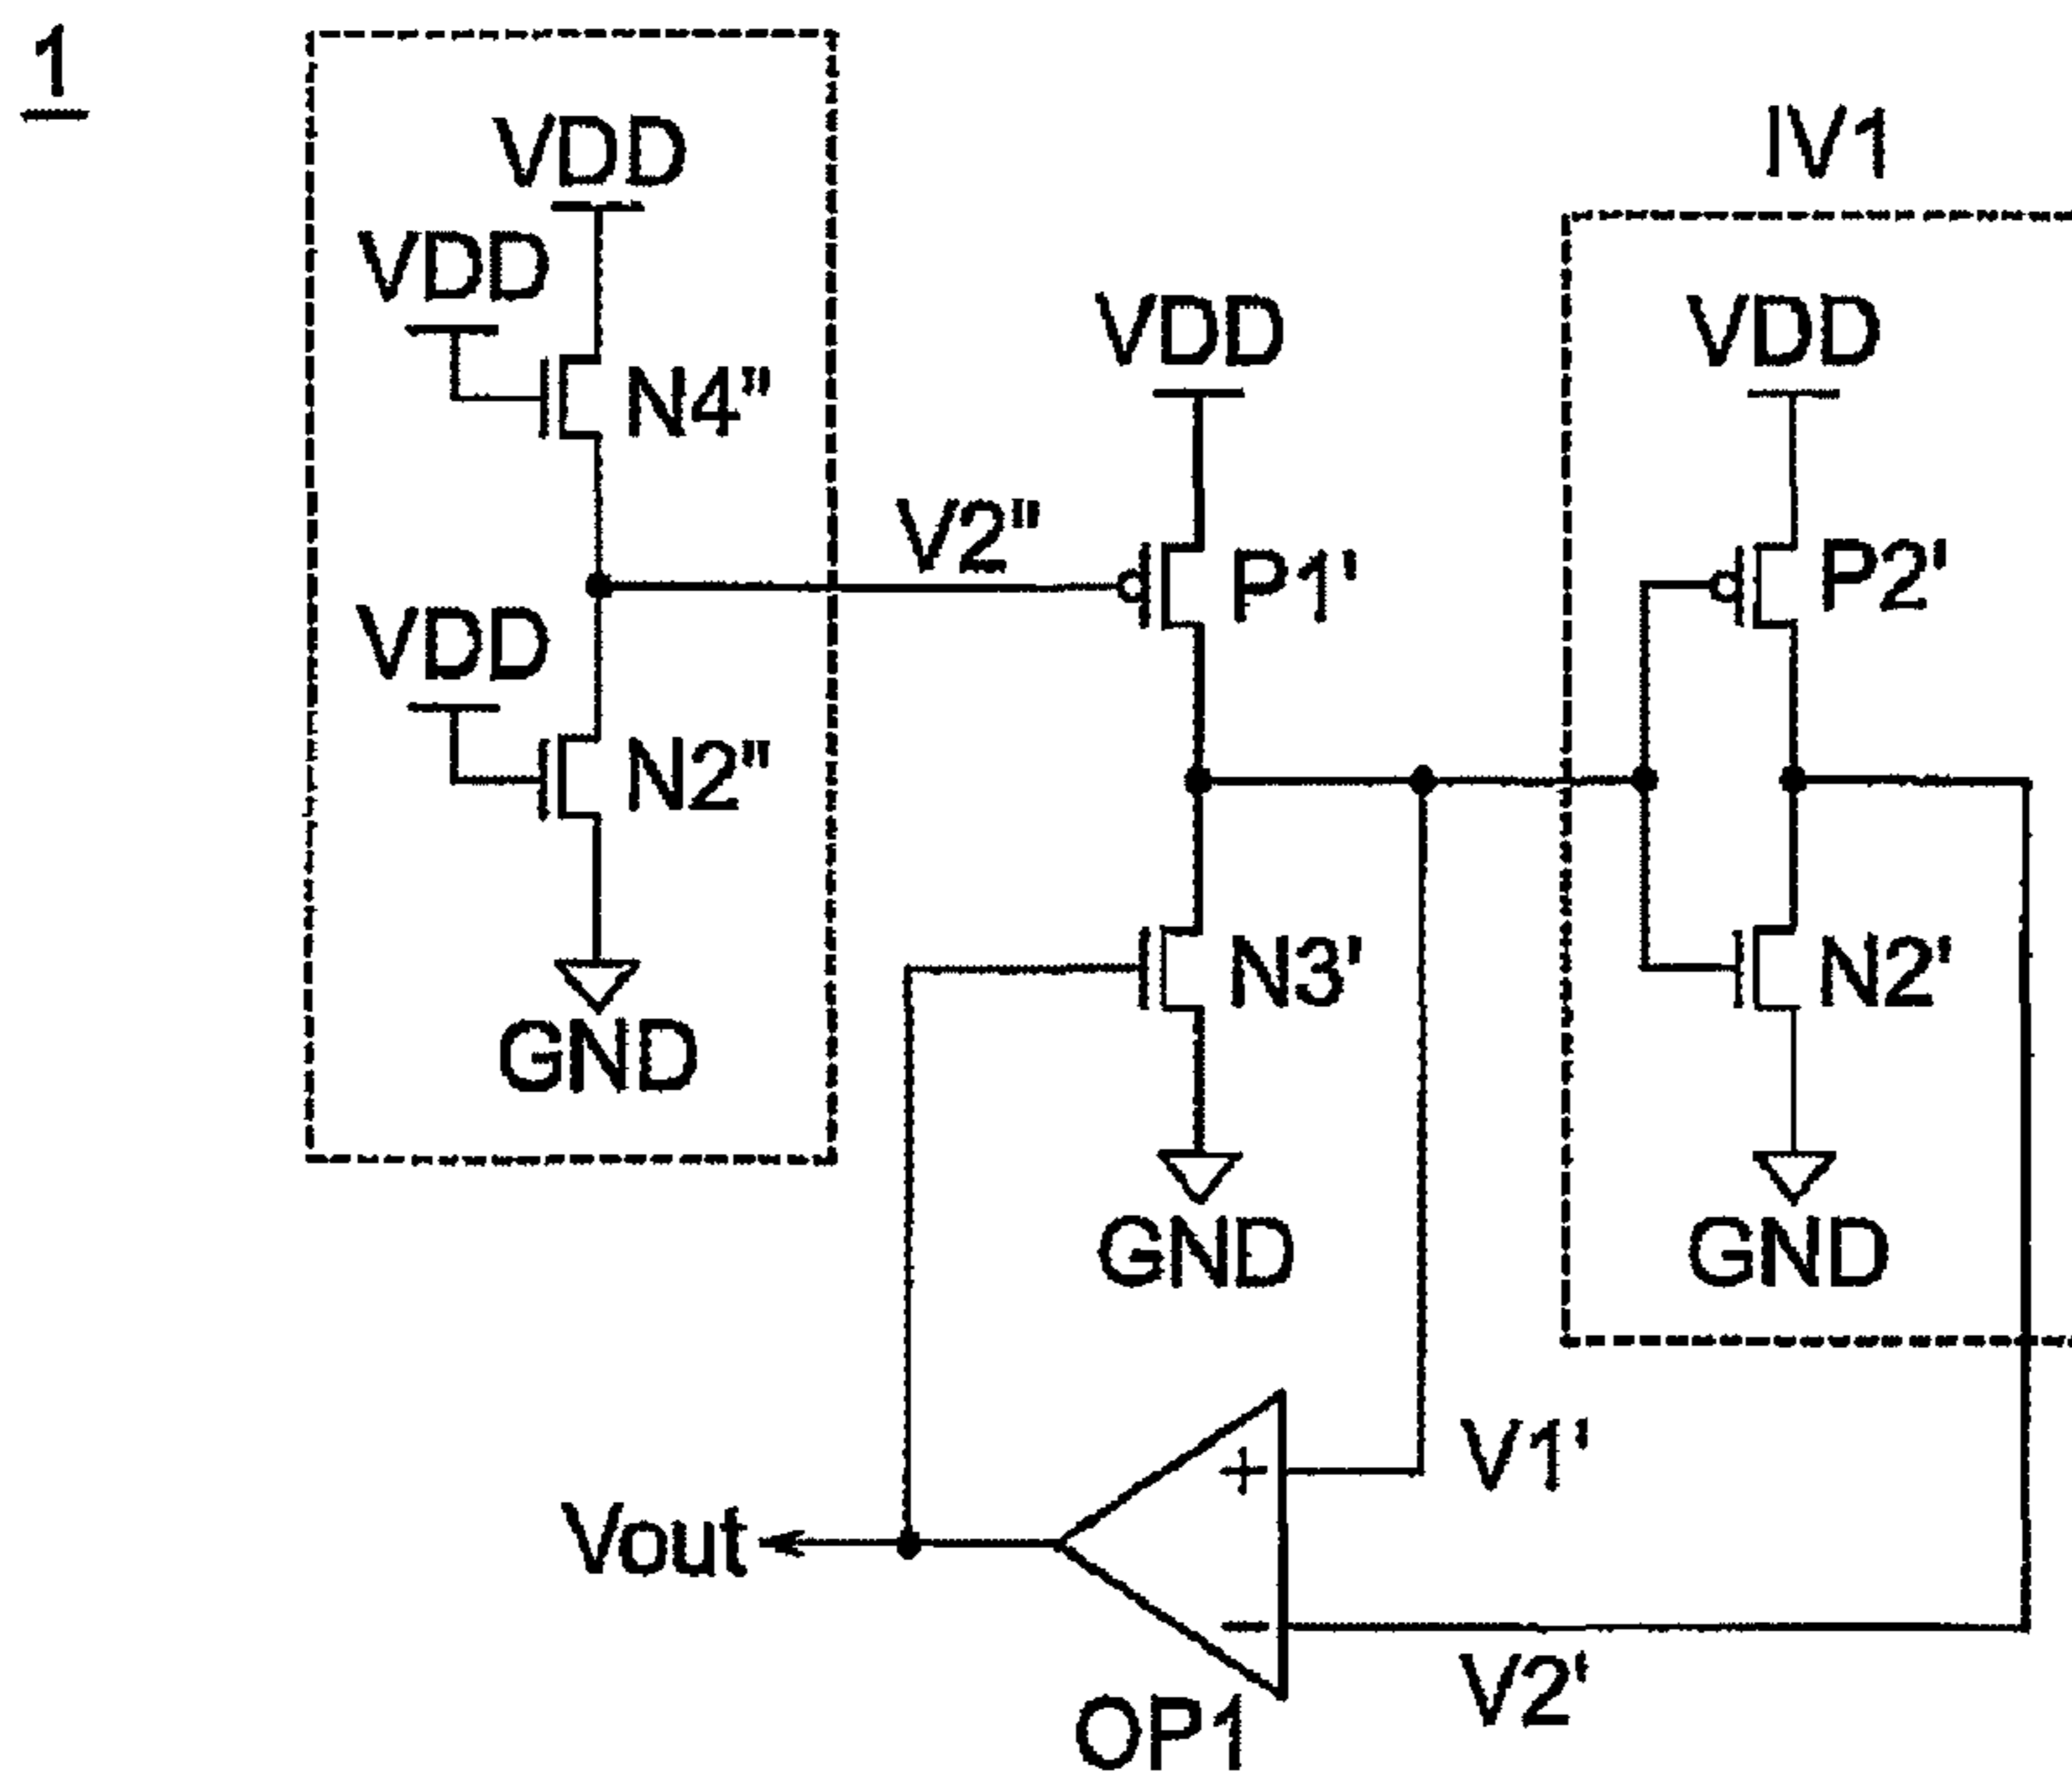 1
VDD
VDD
N4"
VDD
N2"
GND
V2"
VDD
P1'
N3'
GND
IV1
VDD
P2'
N2'
GND
V1'
+
Vout
−
V2'
OP1